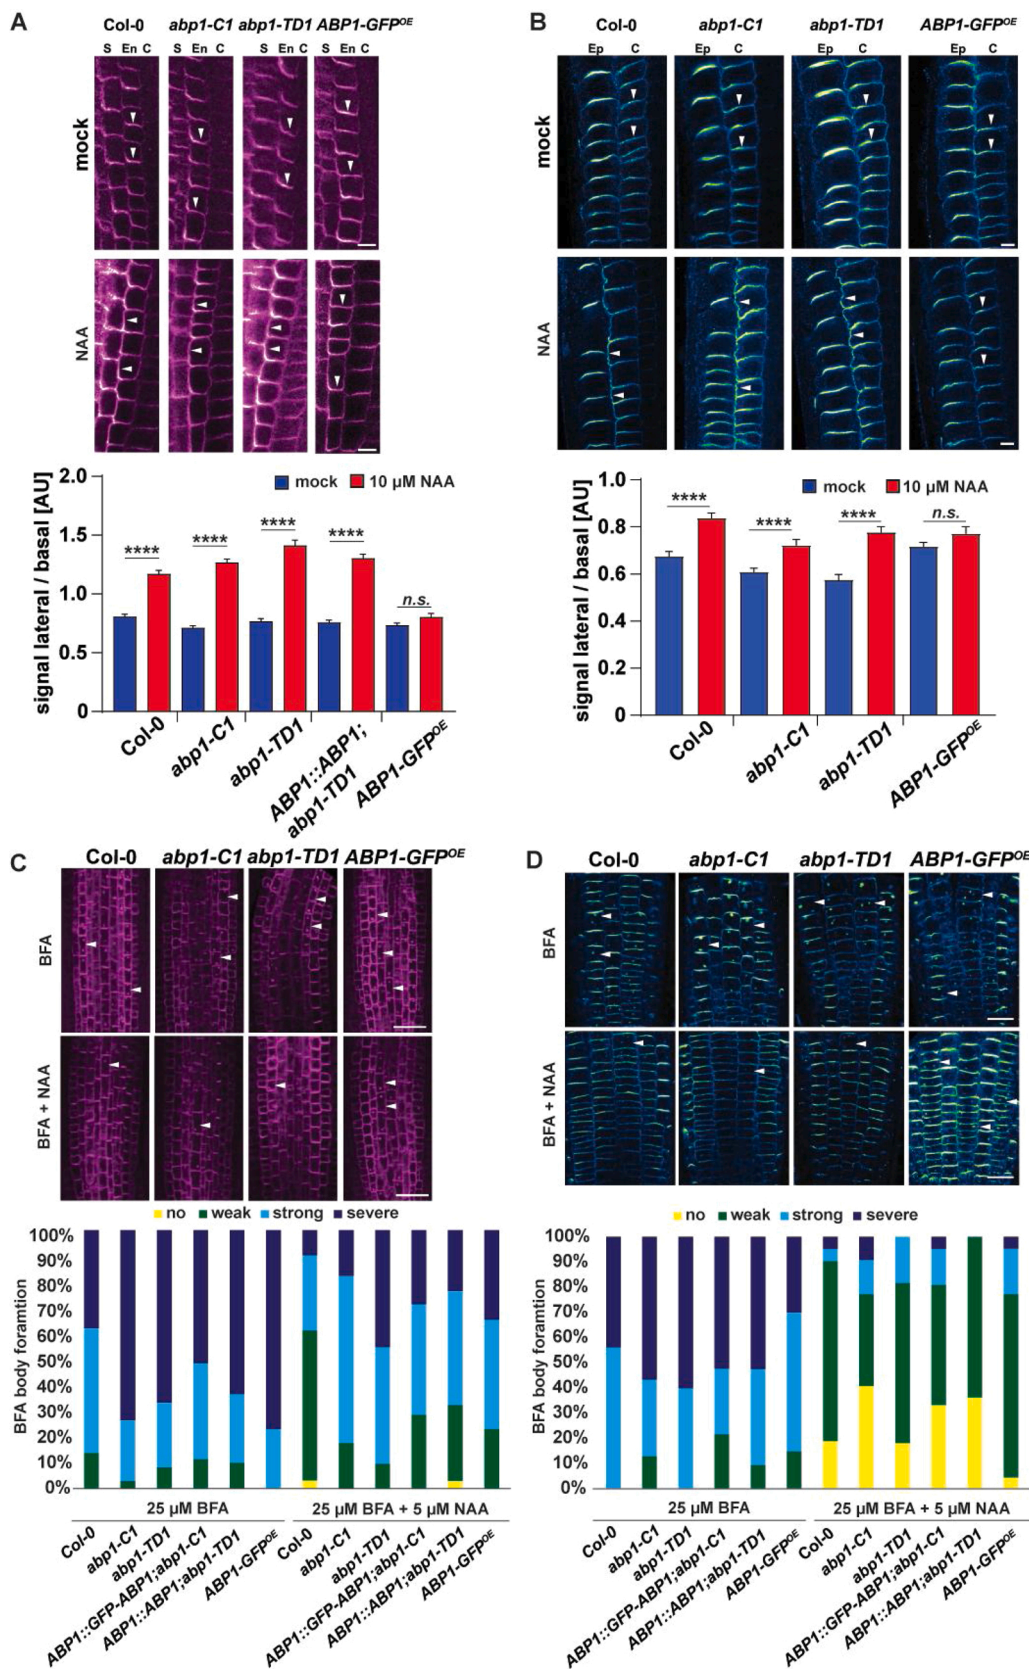 A
Col-0 abp1-C1 abp1-TD1 ABP1-GFP^OE
S En C S En C S En C S En C
mock
NAA
signal lateral / basal [AU]
mock 10 µM NAA
2.0
1.5
1.0
0.5
0
**** **** **** **** n.s.
Col-0
abp1-C1
abp1-TD1
ABP1::ABP1;
abp1-TD1
ABP1-GFP^OE
B
Col-0 abp1-C1 abp1-TD1 ABP1-GFP^OE
Ep C Ep C Ep C Ep C
mock
NAA
signal lateral / basal [AU]
mock 10 µM NAA
1.0
0.8
0.6
0.4
0.2
0
**** **** **** n.s.
Col-0
abp1-C1
abp1-TD1
ABP1-GFP^OE
C
Col-0 abp1-C1 abp1-TD1 ABP1-GFP^OE
BFA
BFA + NAA
no weak strong severe
BFA body foramtion
100%
90%
80%
70%
60%
50%
40%
30%
20%
10%
0%
25 µM BFA 25 µM BFA + 5 µM NAA
Col-0
abp1-C1
abp1-TD1
ABP1::GFP-ABP1;abp1-C1
ABP1::ABP1;abp1-TD1
ABP1-GFP^OE
Col-0
abp1-C1
abp1-TD1
ABP1::GFP-ABP1;abp1-C1
ABP1::ABP1;abp1-TD1
ABP1-GFP^OE
D
Col-0 abp1-C1 abp1-TD1 ABP1-GFP^OE
BFA
BFA + NAA
no weak strong severe
BFA body foramtion
100%
90%
80%
70%
60%
50%
40%
30%
20%
10%
0%
25 µM BFA 25 µM BFA + 5 µM NAA
Col-0
abp1-C1
abp1-TD1
ABP1::GFP-ABP1;abp1-C1
ABP1::ABP1;abp1-TD1
ABP1-GFP^OE
Col-0
abp1-C1
abp1-TD1
ABP1::GFP-ABP1;abp1-C1
ABP1::ABP1;abp1-TD1
ABP1-GFP^OE